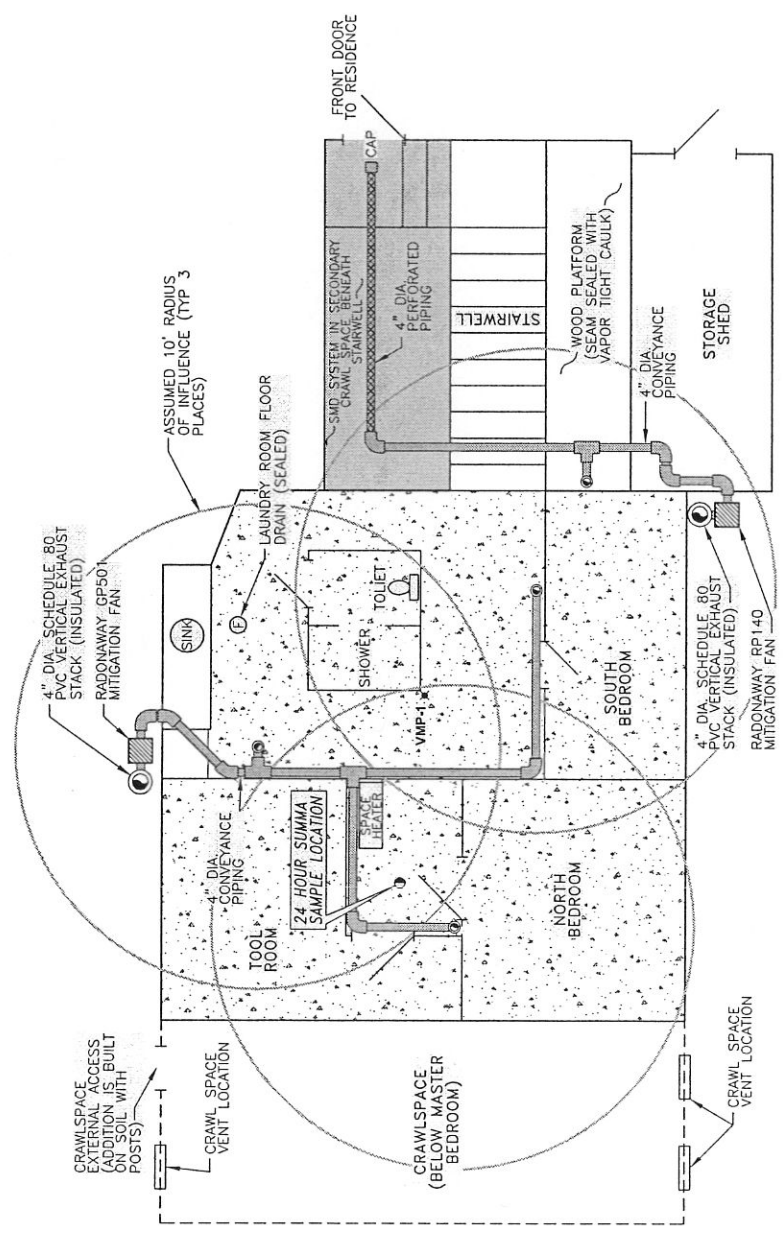 CRAWLSPACE
EXTERNAL ACCESS
(ADDITION IS BUILT
ON SOIL WITH
POSTS)
CRAWL SPACE
VENT LOCATION
4" DIA. SCHEDULE 80
PVC VERTICAL EXHAUST
STACK (INSULATED)
RADONAWAY GP501
MITIGATION FAN
ASSUMED 10' RADIUS
OF INFLUENCE (TYP 3
PLACES)
SINK
F
LAUNDRY ROOM FLOOR
DRAIN (SEALED)
4" DIA.
CONVEYANCE
PIPING
TOOL
ROOM
24 HOUR SUMMA
SAMPLE LOCATION
SPACE
HEATER
SHOWER
TOLIET
VMP-1
SMD SYSTEM IN SECONDARY
CRAWL SPACE BENEATH
STAIRWELL
CAP
FRONT DOOR
TO RESIDENCE
4" DIA.
PERFORATED
PIPING
STAIRWELL
WOOD PLATFORM
(SEAM SEALED WITH
VAPOR TIGHT CAULK)
4" DIA.
CONVEYANCE
PIPING
STORAGE
SHED
CRAWLSPACE
(BELOW MASTER
BEDROOM)
NORTH
BEDROOM
SOUTH
BEDROOM
CRAWL SPACE
VENT LOCATION
4" DIA. SCHEDULE 80
PVC VERTICAL EXHAUST
STACK (INSULATED)
RADONAWAY RP140
MITIGATION FAN